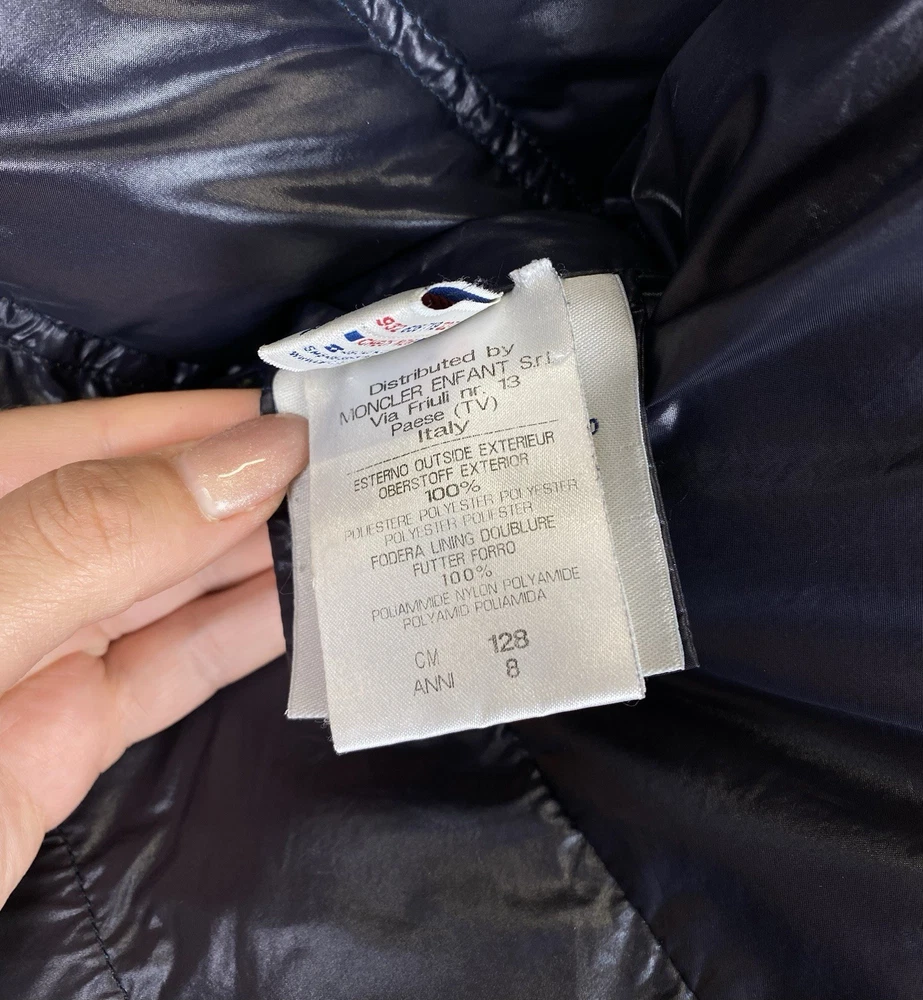 Distributed by
MONCLER ENFANT S.r.l.
Via Friuli nr. 13
Paese (TV)
Italy
ESTERNO OUTSIDE EXTERIEUR
OBERSTOFF EXTERIOR
100%
POLIESTERE POLYESTER POLYESTER
POLYESTER POLIESTER
FODERA LINING DOUBLURE
FUTTER FORRO
100%
POLIAMMIDE NYLON POLYAMIDE
POLYAMID POLIAMIDA
CM 128
ANNI 8